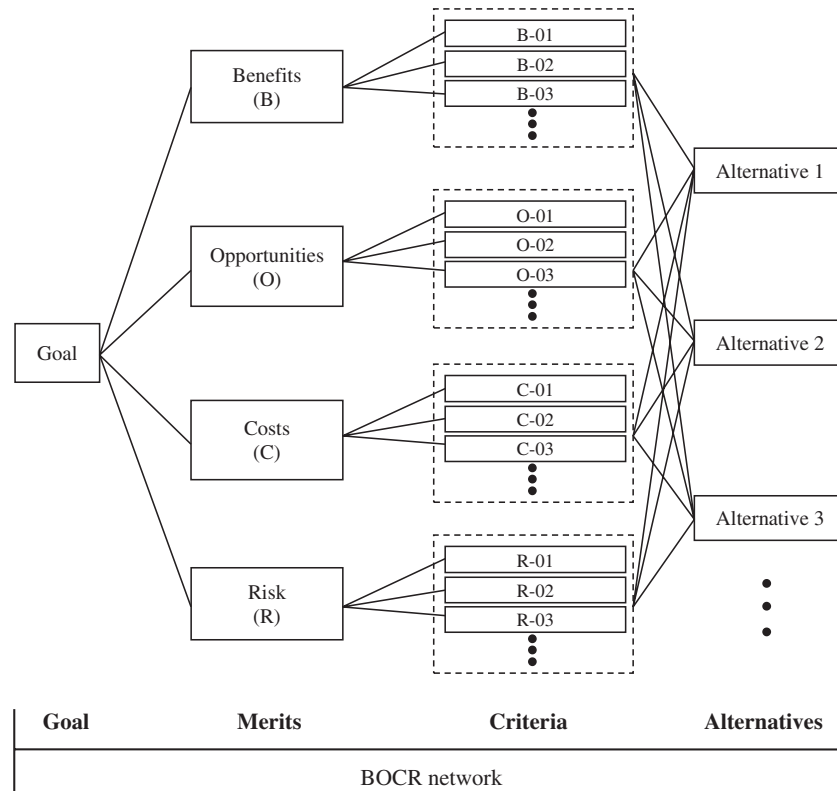 Goal
Benefits
(B)
Opportunities
(O)
Costs
(C)
Risk
(R)
B-01
B-02
B-03
O-01
O-02
O-03
C-01
C-02
C-03
R-01
R-02
R-03
Alternative 1
Alternative 2
Alternative 3
Goal Merits Criteria Alternatives
BOCR network